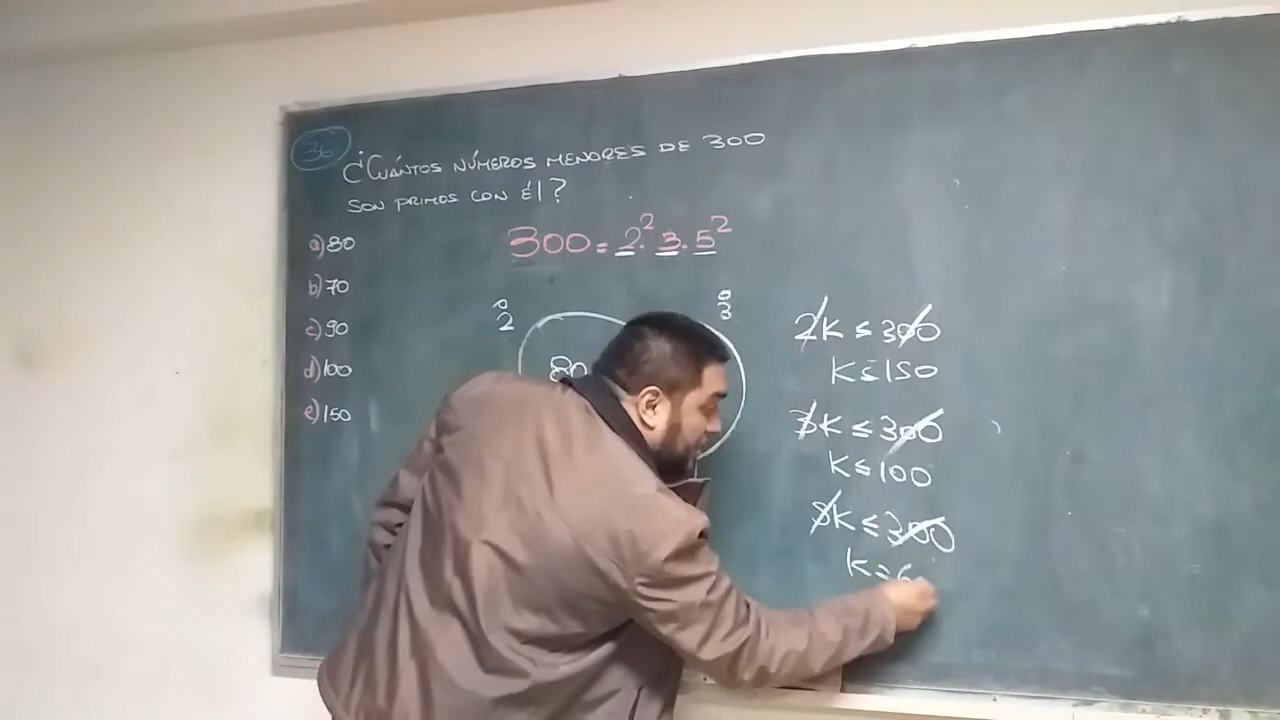 36
¿CUÁNTOS NÚMEROS MENORES DE 300
SON PRIMOS CON ÉL?
a) 80
b) 70
c) 90
d) 100
e) 150
300 = 2². 3. 5²
2
3
80
2K ≤ 300
K ≤ 150
3K ≤ 300
K ≤ 100
5K ≤ 300
K ≤ 6